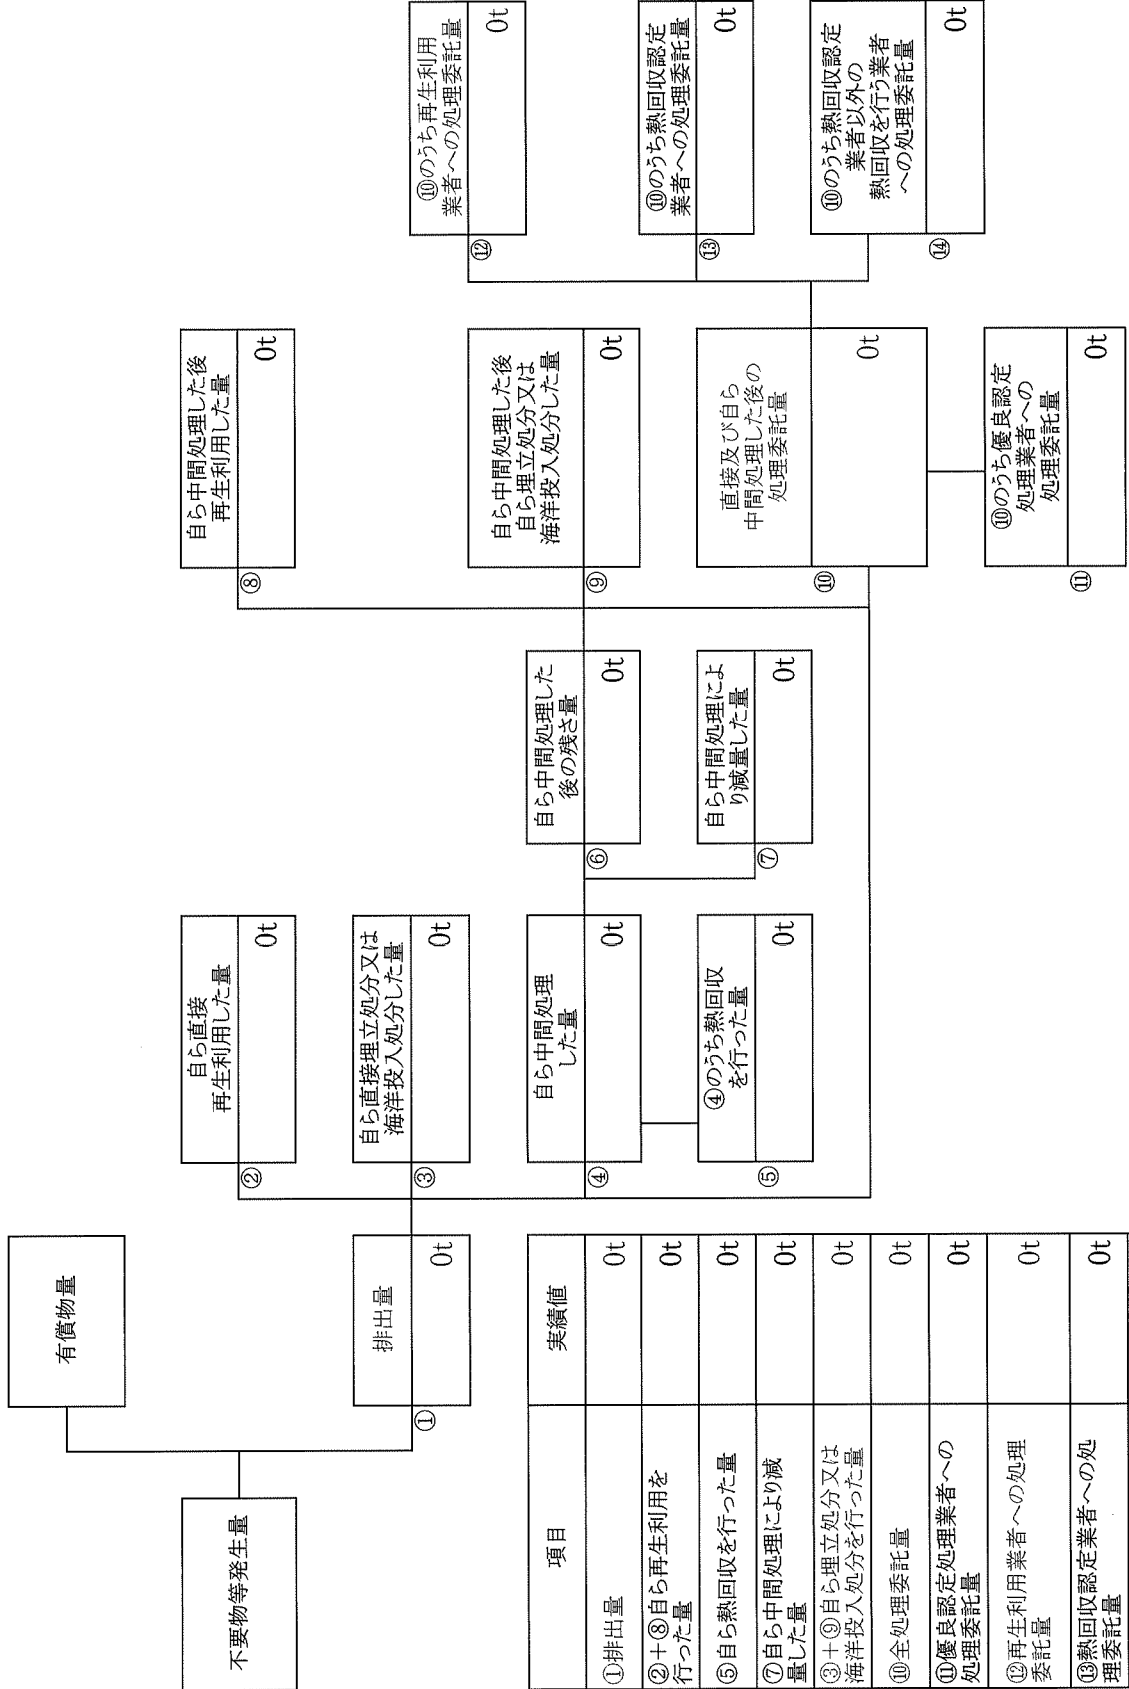 不要物等発生量
有償物量
排出量
①
0t
自ら直接
再生利用した量
②
0t
自ら直接埋立処分又は
海洋投入処分した量
③
0t
自ら中間処理
した量
④
0t
④のうち熱回収
を行った量
⑤
0t
自ら中間処理した
後の残さ量
⑥
0t
自ら中間処理によ
り減量した量
⑦
0t
自ら中間処理した後
再生利用した量
⑧
0t
自ら中間処理した後
自ら埋立処分又は
海洋投入処分した量
⑨
0t
直接及び自ら
中間処理した後の
処理委託量
⑩
0t
⑩のうち優良認定
処理業者への
処理委託量
⑪
0t
⑩のうち再生利用
業者への処理委託量
⑫
0t
⑩のうち熱回収認定
業者への処理委託量
⑬
0t
⑩のうち熱回収認定
業者以外の
熱回収を行う業者
への処理委託量
⑭
0t
項目 実績値
①排出量 0t
②+⑧自ら再生利用を
行った量 0t
⑤自ら熱回収を行った量 0t
⑦自ら中間処理により減
量した量 0t
③+⑨自ら埋立処分又は
海洋投入処分を行った量 0t
⑩全処理委託量 0t
⑪優良認定処理業者への
処理委託量 0t
⑫再生利用業者への処理
委託量 0t
⑬熱回収認定業者への処
理委託量 0t